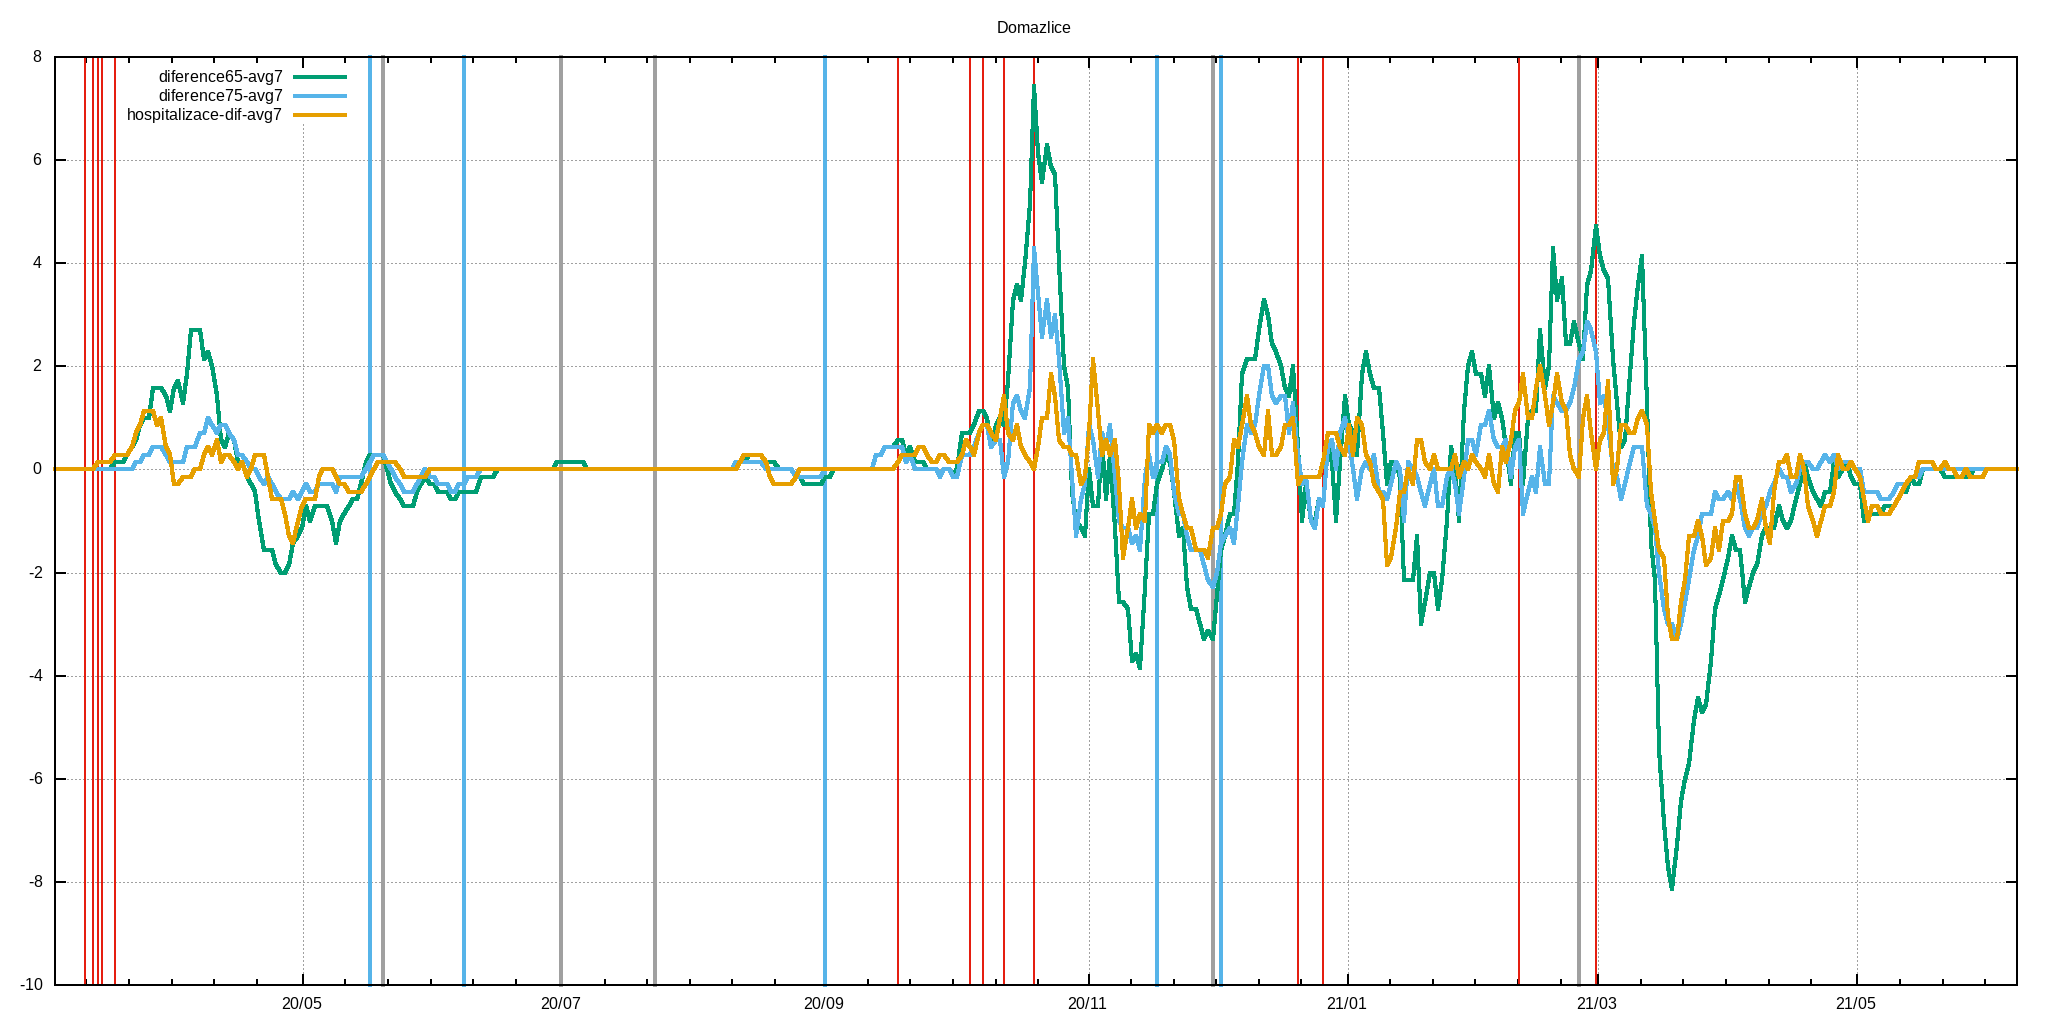 Domazlice
diference65-avg7
diference75-avg7
hospitalizace-dif-avg7
8
6
4
2
0
-2
-4
-6
-8
-10
20/05 20/07 20/09 20/11 21/01 21/03 21/05